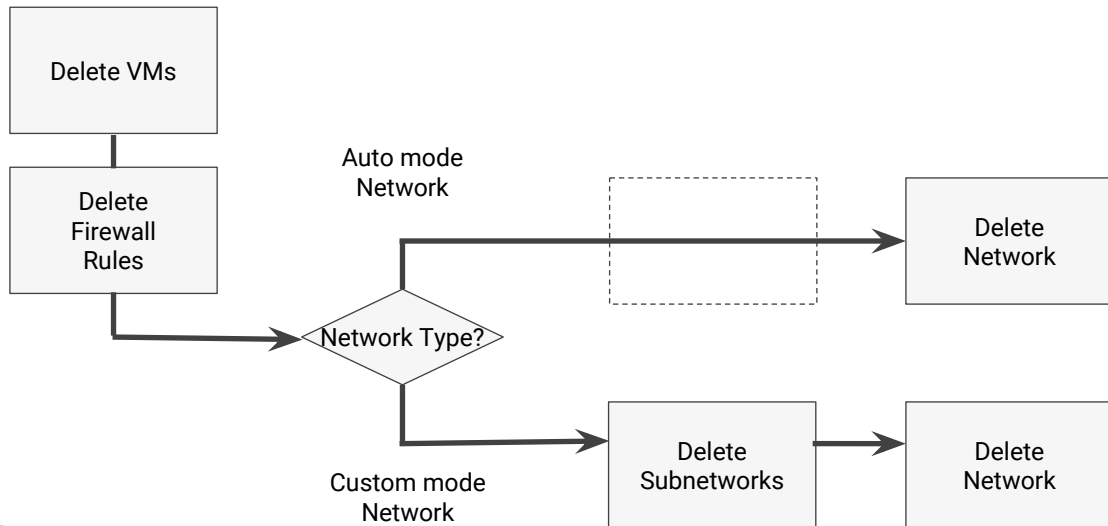 Delete VMs
Delete
Firewall
Rules
Auto mode
Network
Delete
Network
Network Type?
Delete
Subnetworks
Delete
Network
Custom mode
Network